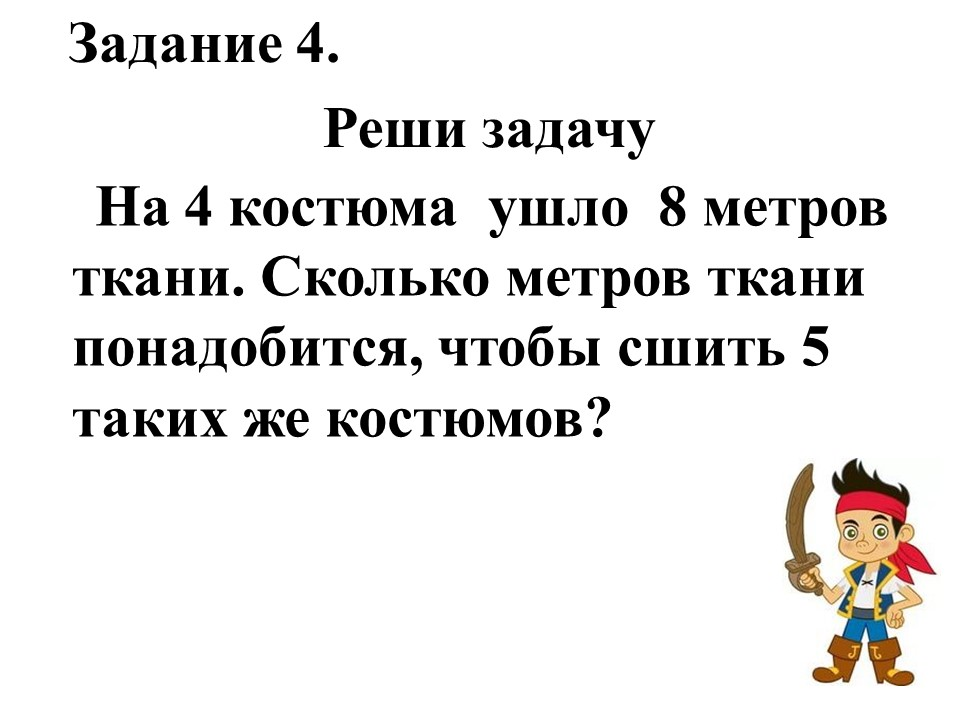 Задание 4.
Реши задачу
На 4 костюма ушло 8 метров
ткани. Сколько метров ткани
понадобится, чтобы сшить 5
таких же костюмов?